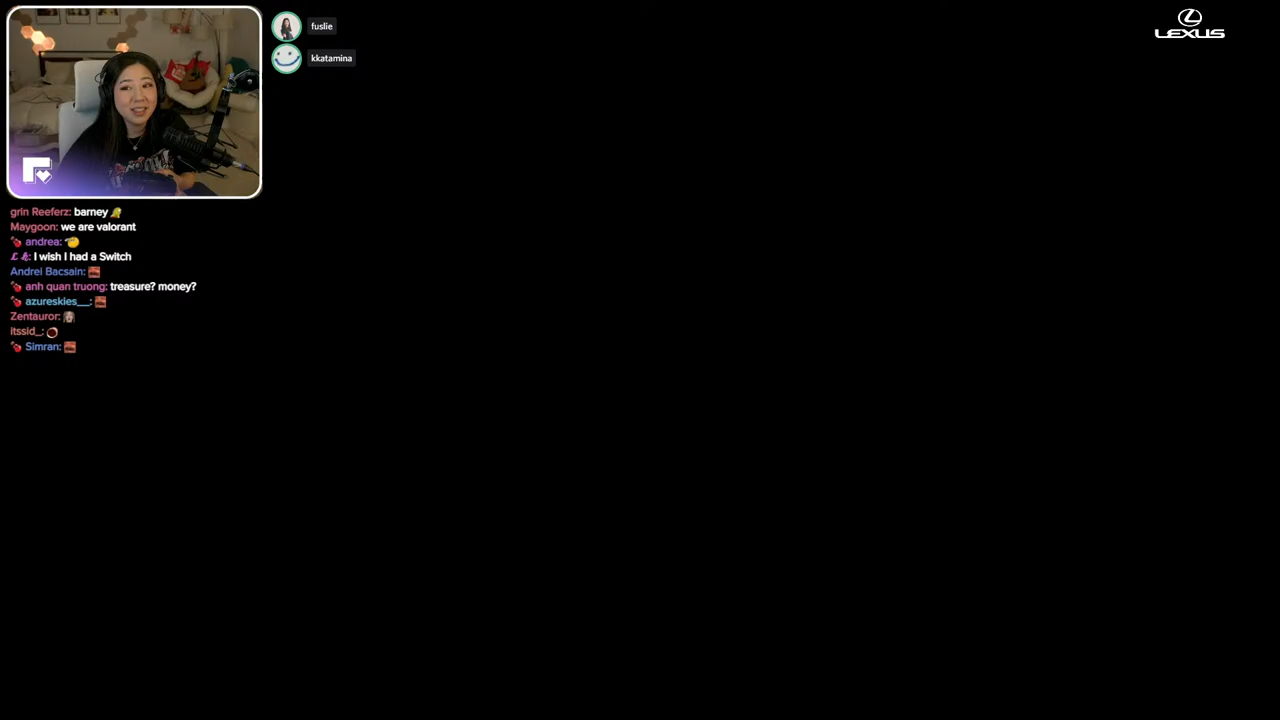 fuslie
kkatamina
LEXUS
grin Reeferz: barney
Maygoon: we are valorant
andrea:
I wish I had a Switch
Andrei Bacsain:
anh quan truong: treasure? money?
azureskies__:
Zentauror:
itssid_:
Simran: